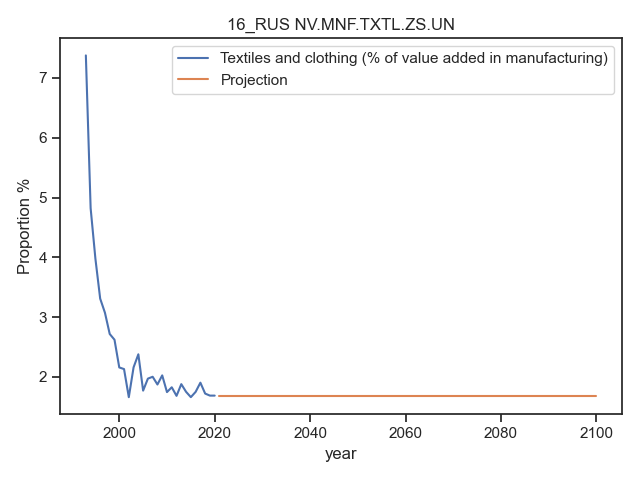 16_RUS NV.MNF.TXTL.ZS.UN
Textiles and clothing (% of value added in manufacturing)
Projection
Proportion %
7
6
5
4
3
2
2000 2020 2040 2060 2080 2100
year